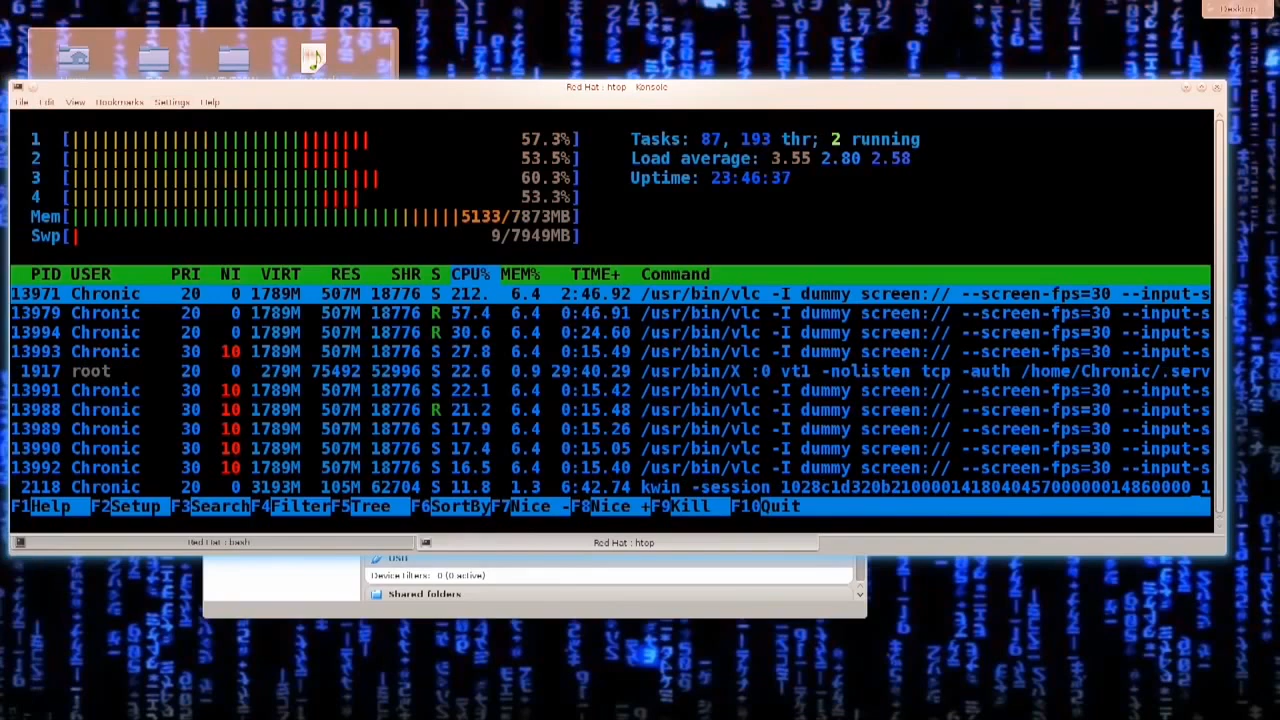 Desktop
Red Hat : htop – Konsole
File Edit View Bookmarks Settings Help
1 [ 57.3%] Tasks: 87, 193 thr; 2 running
2 [ 53.5%] Load average: 3.55 2.80 2.58
3 [ 60.3%] Uptime: 23:46:37
4 [ 53.3%]
Mem[ 5133/7873MB]
Swp[ 9/7949MB]
PID USER PRI NI VIRT RES SHR S CPU% MEM% TIME+ Command
13971 Chronic 20 0 1789M 507M 18776 S 212. 6.4 2:46.92 /usr/bin/vlc -I dummy screen:// --screen-fps=30 --input-s
13979 Chronic 20 0 1789M 507M 18776 R 57.4 6.4 0:46.91 /usr/bin/vlc -I dummy screen:// --screen-fps=30 --input-s
13994 Chronic 20 0 1789M 507M 18776 R 30.6 6.4 0:24.60 /usr/bin/vlc -I dummy screen:// --screen-fps=30 --input-s
13993 Chronic 30 10 1789M 507M 18776 S 27.8 6.4 0:15.49 /usr/bin/vlc -I dummy screen:// --screen-fps=30 --input-s
1917 root 20 0 279M 75492 52996 S 22.6 0.9 29:40.29 /usr/bin/X :0 vt1 -nolisten tcp -auth /home/Chronic/.serv
13991 Chronic 30 10 1789M 507M 18776 S 22.1 6.4 0:15.42 /usr/bin/vlc -I dummy screen:// --screen-fps=30 --input-s
13988 Chronic 30 10 1789M 507M 18776 R 21.2 6.4 0:15.48 /usr/bin/vlc -I dummy screen:// --screen-fps=30 --input-s
13989 Chronic 30 10 1789M 507M 18776 S 17.9 6.4 0:15.26 /usr/bin/vlc -I dummy screen:// --screen-fps=30 --input-s
13990 Chronic 30 10 1789M 507M 18776 S 17.4 6.4 0:15.05 /usr/bin/vlc -I dummy screen:// --screen-fps=30 --input-s
13992 Chronic 30 10 1789M 507M 18776 S 16.5 6.4 0:15.40 /usr/bin/vlc -I dummy screen:// --screen-fps=30 --input-s
2118 Chronic 20 0 3193M 105M 62704 S 11.8 1.3 6:42.74 kwin -session 1028c1d320b2100001418040457000000014860000_1
F1Help F2Setup F3SearchF4FilterF5Tree F6SortByF7Nice -F8Nice +F9Kill F10Quit
Red Hat : bash Red Hat : htop
USB
Device Filters: 0 (0 active)
Shared folders